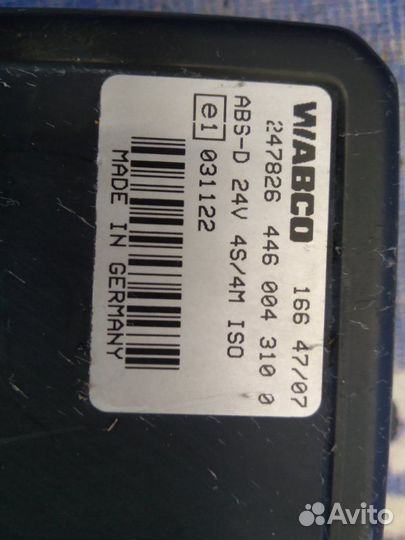 WABCO 166 47/07
247826 446 004 310 0
ABS-D 24V 4S/4M ISO
e1 031122
MADE IN GERMANY
Avito